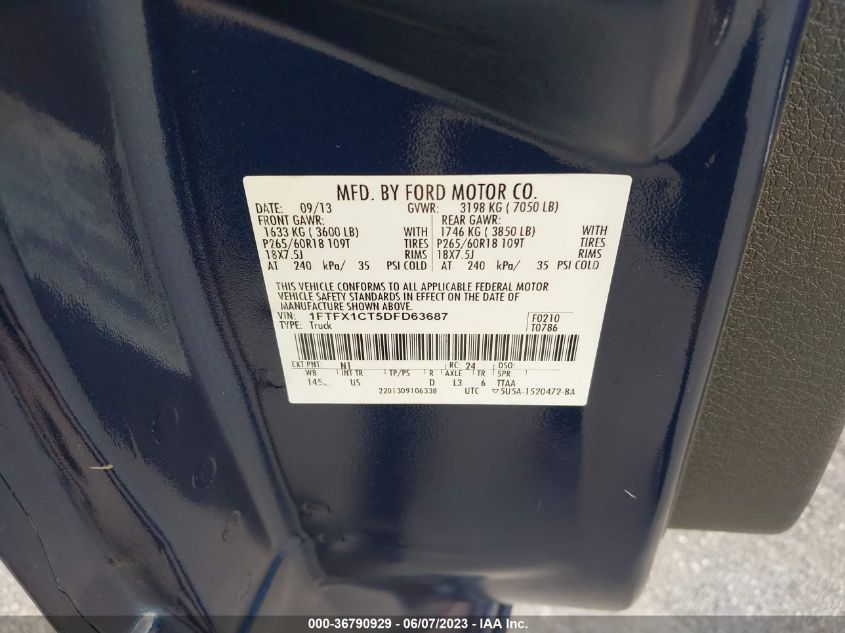 MFD. BY FORD MOTOR CO.
DATE: 09/13 GVWR: 3198 KG ( 7050 LB)
FRONT GAWR: REAR GAWR:
1633 KG ( 3600 LB) WITH 1746 KG ( 3850 LB) WITH
P265/60R18 109T TIRES P265/60R18 109T TIRES
18X7.5J RIMS 18X7.5J RIMS
AT 240 kPa/ 35 PSI COLD AT 240 kPa/ 35 PSI COLD
THIS VEHICLE CONFORMS TO ALL APPLICABLE FEDERAL MOTOR
VEHICLE SAFETY STANDARDS IN EFFECT ON THE DATE OF
MANUFACTURE SHOWN ABOVE.
VIN: 1FTFX1CT5DFD63687 F0210
TYPE: Truck T0786
EXT PNT: N1 RC: 24 DSO:
WB INT TR TP/PS R AXLE TR SPR
US D L3 6 TTAA
2201309106338 UTC ▽5U5A-1520472-BA
000-36790929 - 06/07/2023 - IAA Inc.